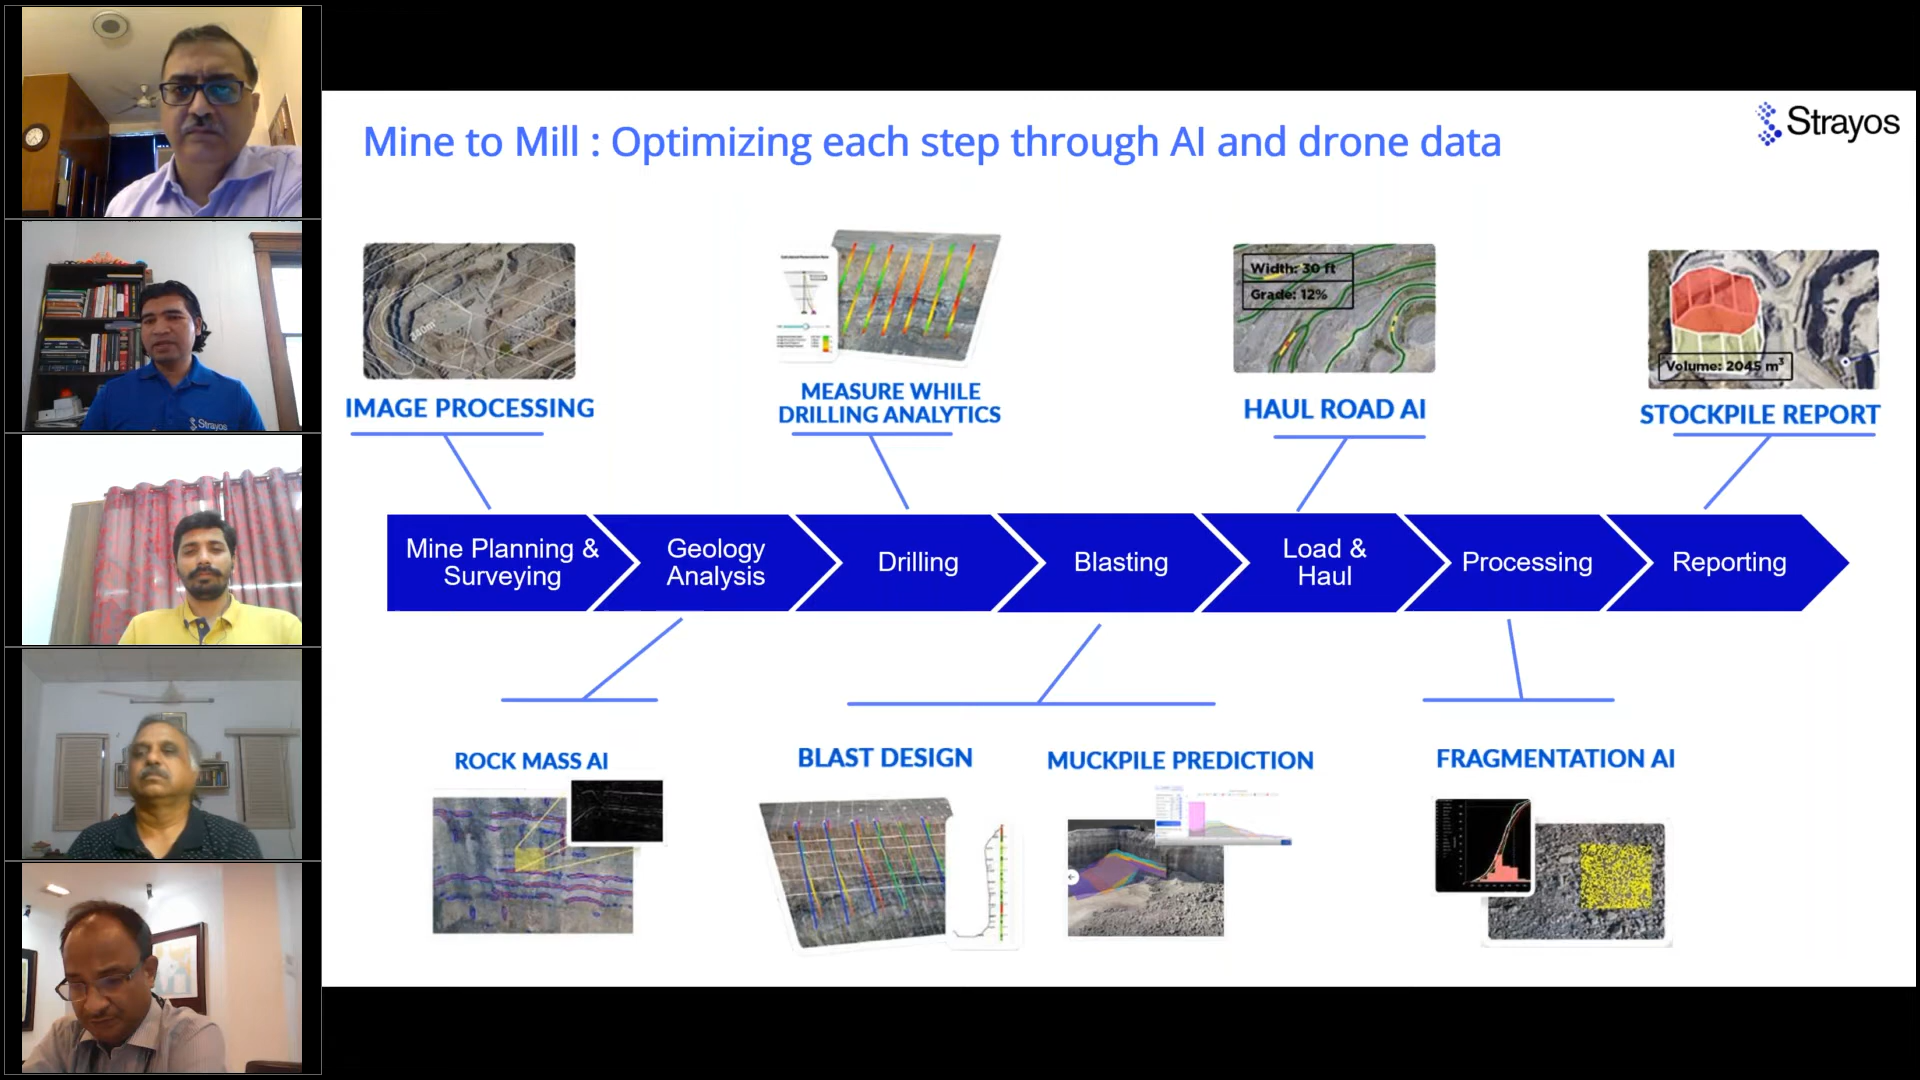 Mine to Mill : Optimizing each step through AI and drone data
Strayos
Strayos
340m
Width: 30 ft
Grade: 12%
Volume: 2045 m³
IMAGE PROCESSING
MEASURE WHILE
DRILLING ANALYTICS
HAUL ROAD AI
STOCKPILE REPORT
Mine Planning &
Surveying
Geology
Analysis
Drilling
Blasting
Load &
Haul
Processing
Reporting
ROCK MASS AI
BLAST DESIGN
MUCKPILE PREDICTION
FRAGMENTATION AI